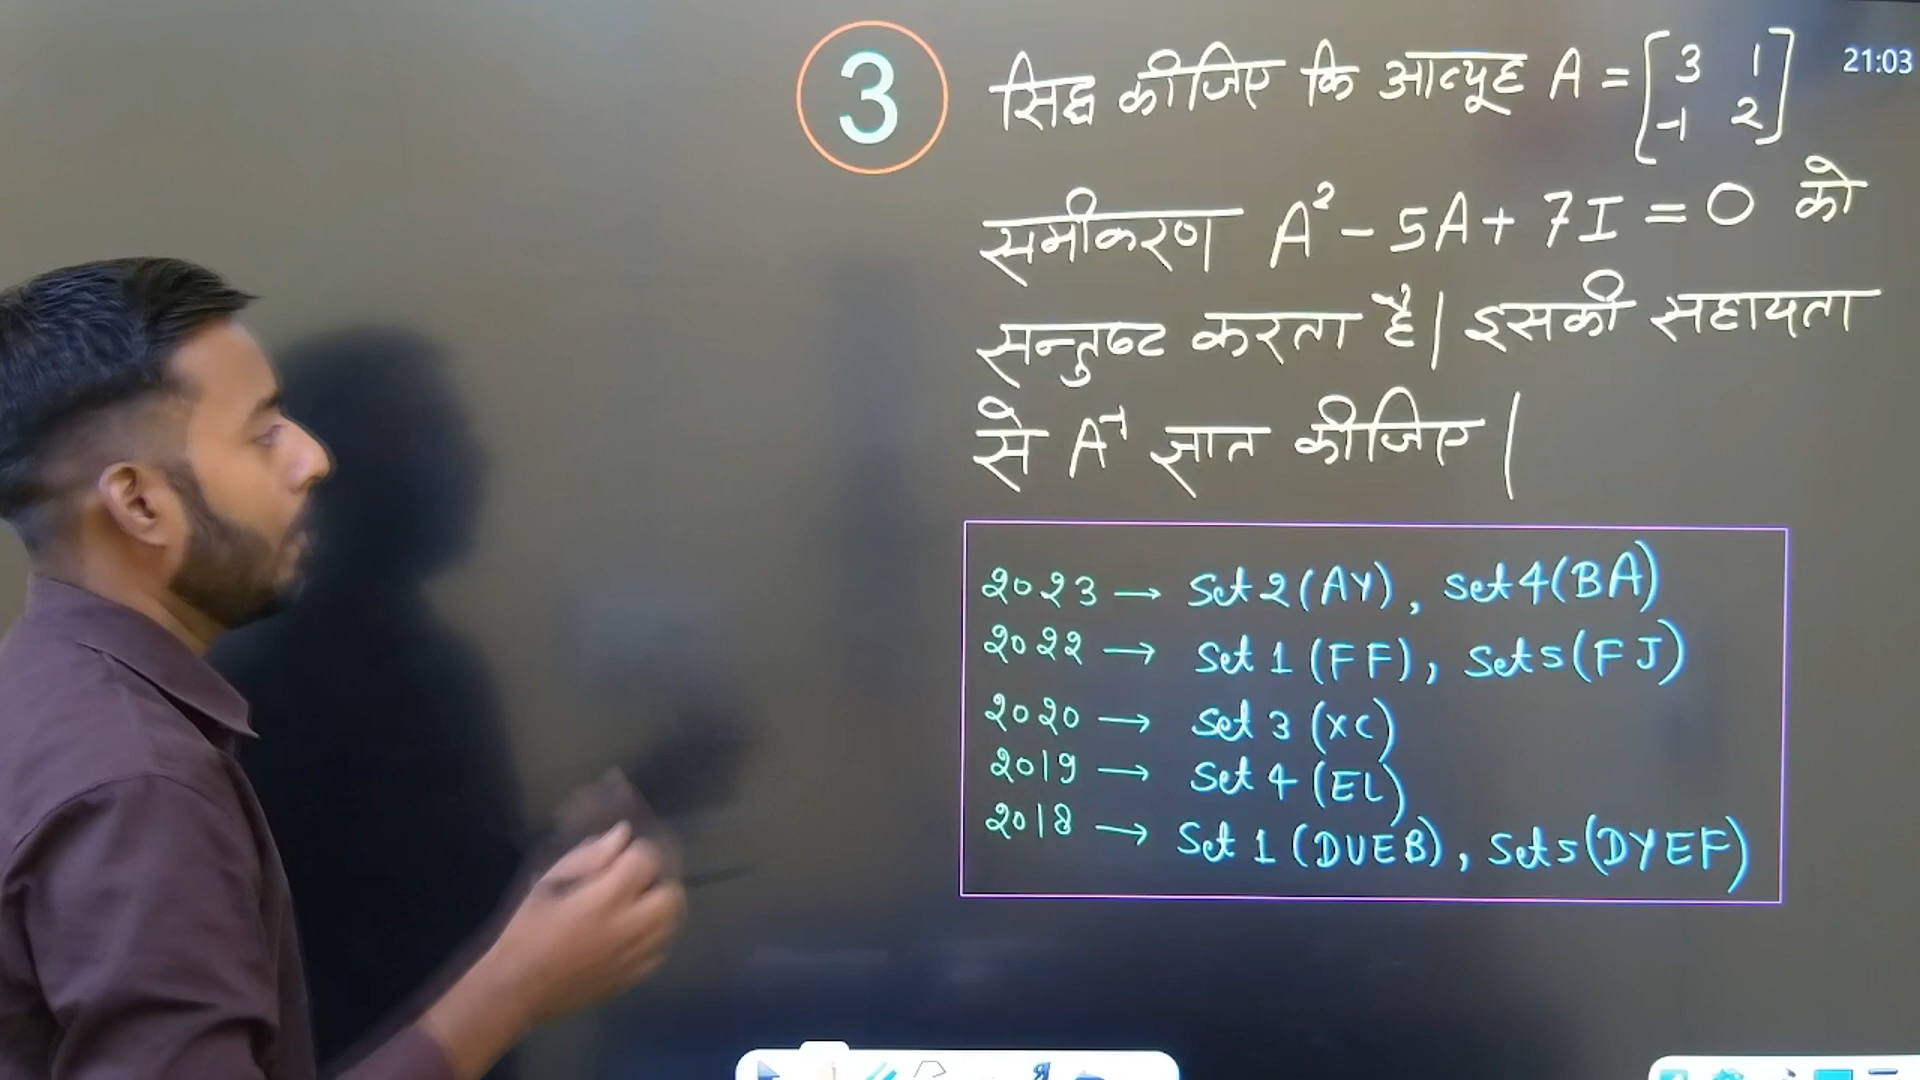 3
सिद्ध कीजिए कि आव्यूह A = [3 1
-1 2]
21:03
समीकरण A² - 5A + 7I = 0 को
सन्तुष्ट करता है| इसकी सहायता
से A⁻¹ ज्ञात कीजिए|
2023 → Set 2 (AY), Set 4 (BA)
2022 → Set 1 (FF), Set 5 (FJ)
2020 → Set 3 (XC)
2019 → Set 4 (EL)
2018 → Set 1 (DUEB), Set 5 (DYEF)